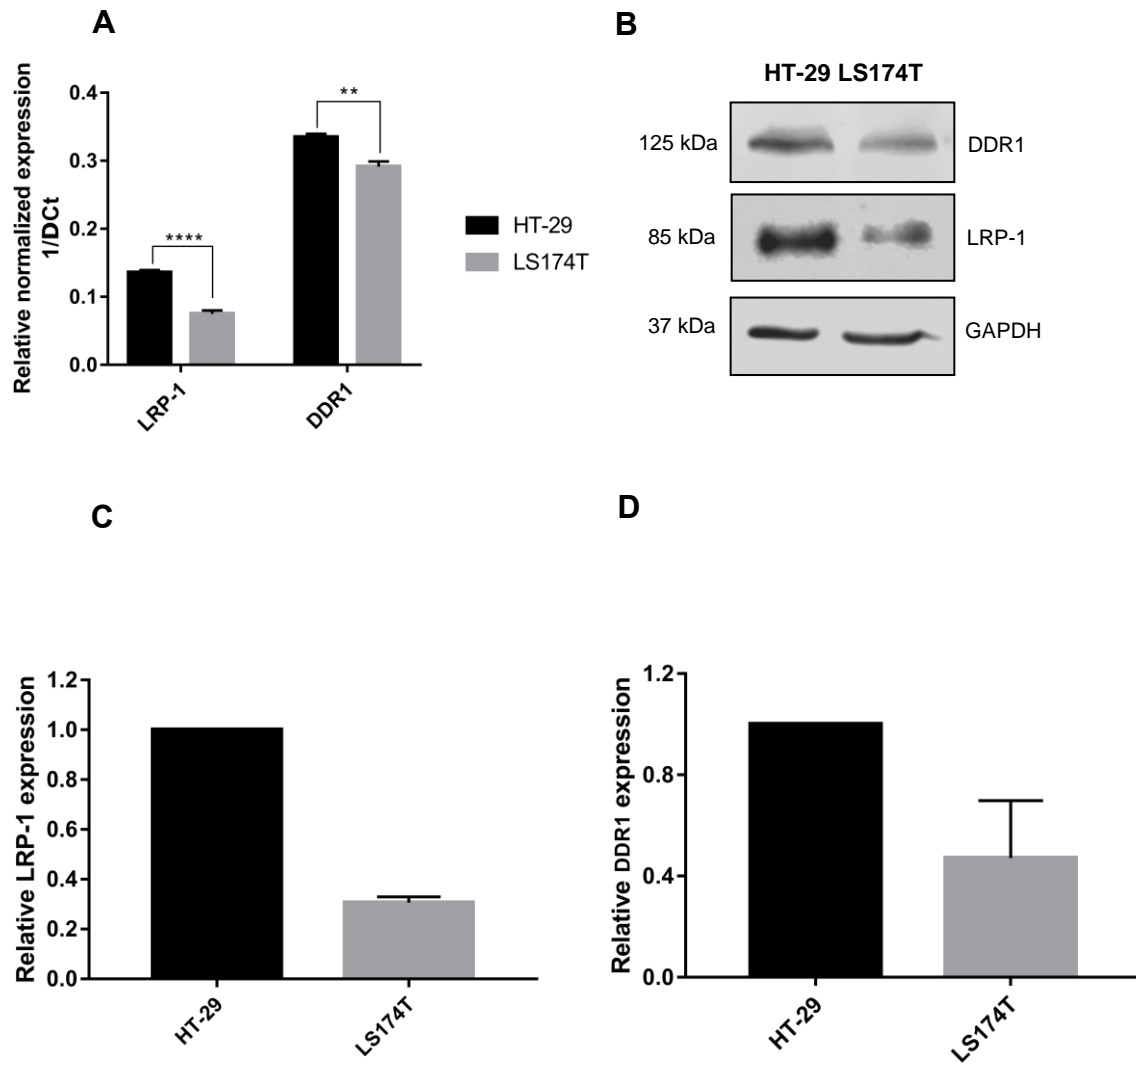 A
Relative normalized expression
1/DCt
0.4
0.3
0.2
0.1
0.0
****
**
LRP-1
DDR1
HT-29
LS174T
B
HT-29 LS174T
125 kDa
DDR1
85 kDa
LRP-1
37 kDa
GAPDH
C
Relative LRP-1 expression
1.2
1.0
0.8
0.6
0.4
0.2
0.0
HT-29
LS174T
D
Relative DDR1 expression
1.2
0.8
0.4
0.0
HT-29
LS174T